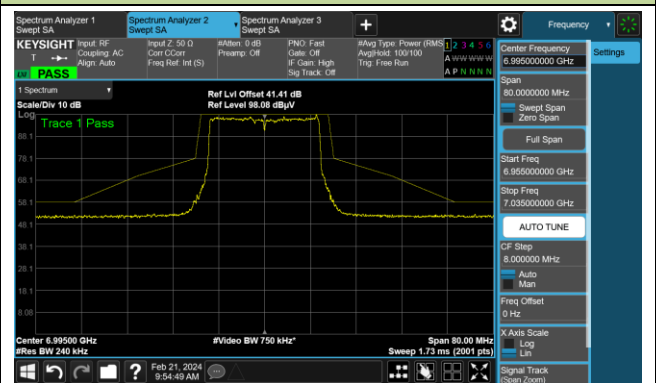 Spectrum Analyzer 1
Swept SA
Spectrum Analyzer 2
Swept SA
Spectrum Analyzer 3
Swept SA
+
Frequency
KEYSIGHT
T
PASS
Input: RF
Coupling: AC
Align: Auto
Input Z: 50 Ω
Corr CCorr
Freq Ref: Int (S)
#Atten: 0 dB
Preamp: Off
PNO: Fast
Gate: Off
IF Gain: High
Sig Track: Off
#Avg Type: Power (RMS
Avg|Hold: 100/100
Trig: Free Run
1 2 3 4 5 6
A W W W W W
A P N N N N
1 Spectrum
Scale/Div 10 dB
Ref Lvl Offset 41.41 dB
Ref Level 98.08 dBµV
Log
Trace 1 Pass
88.1
78.1
68.1
58.1
48.1
38.1
28.1
18.1
8.08
Center 6.99500 GHz
#Res BW 240 kHz
#Video BW 750 kHz*
Span 80.00 MHz
Sweep 1.73 ms (2001 pts)
Center Frequency
6.995000000 GHz
Settings
Span
80.0000000 MHz
Swept Span
Zero Span
Full Span
Start Freq
6.955000000 GHz
Stop Freq
7.035000000 GHz
AUTO TUNE
CF Step
8.000000 MHz
Auto
Man
Freq Offset
0 Hz
X Axis Scale
Log
Lin
Signal Track
(Span Zoom)
?
Feb 21, 2024
9:54:49 AM